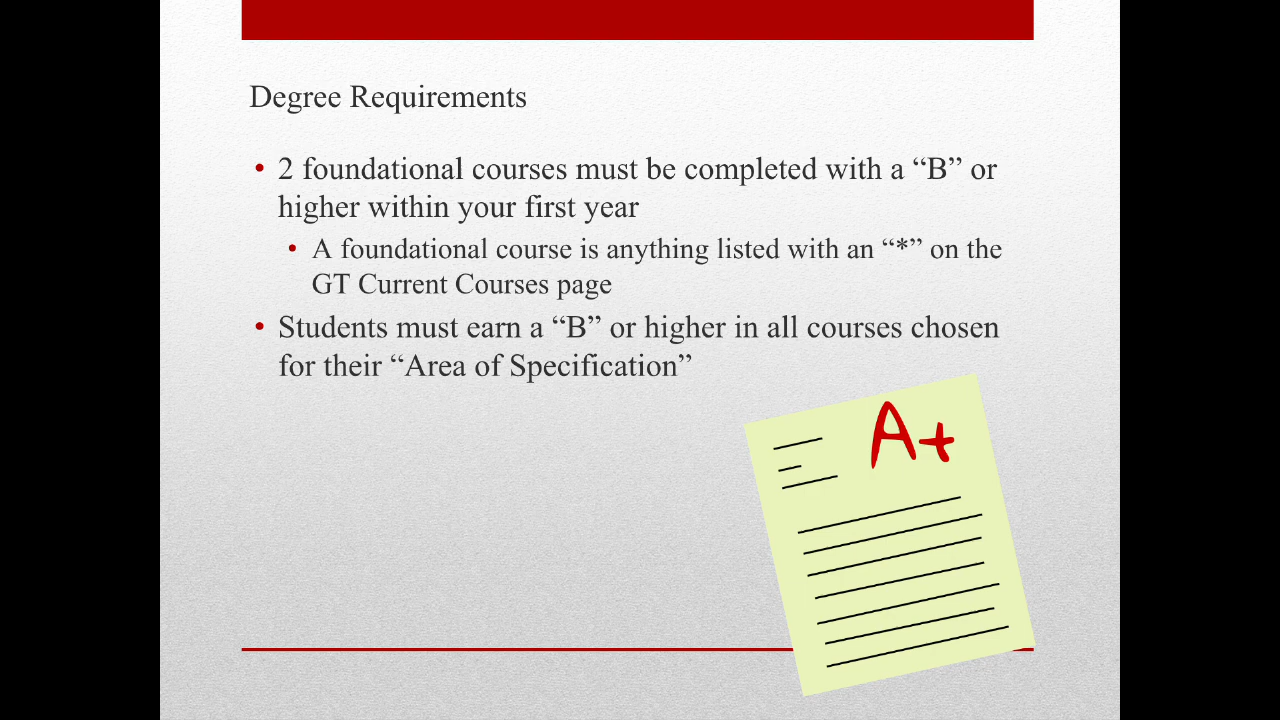 Degree Requirements
• 2 foundational courses must be completed with a “B” or
higher within your first year
• A foundational course is anything listed with an “*” on the
GT Current Courses page
• Students must earn a “B” or higher in all courses chosen
for their “Area of Specification”
A+